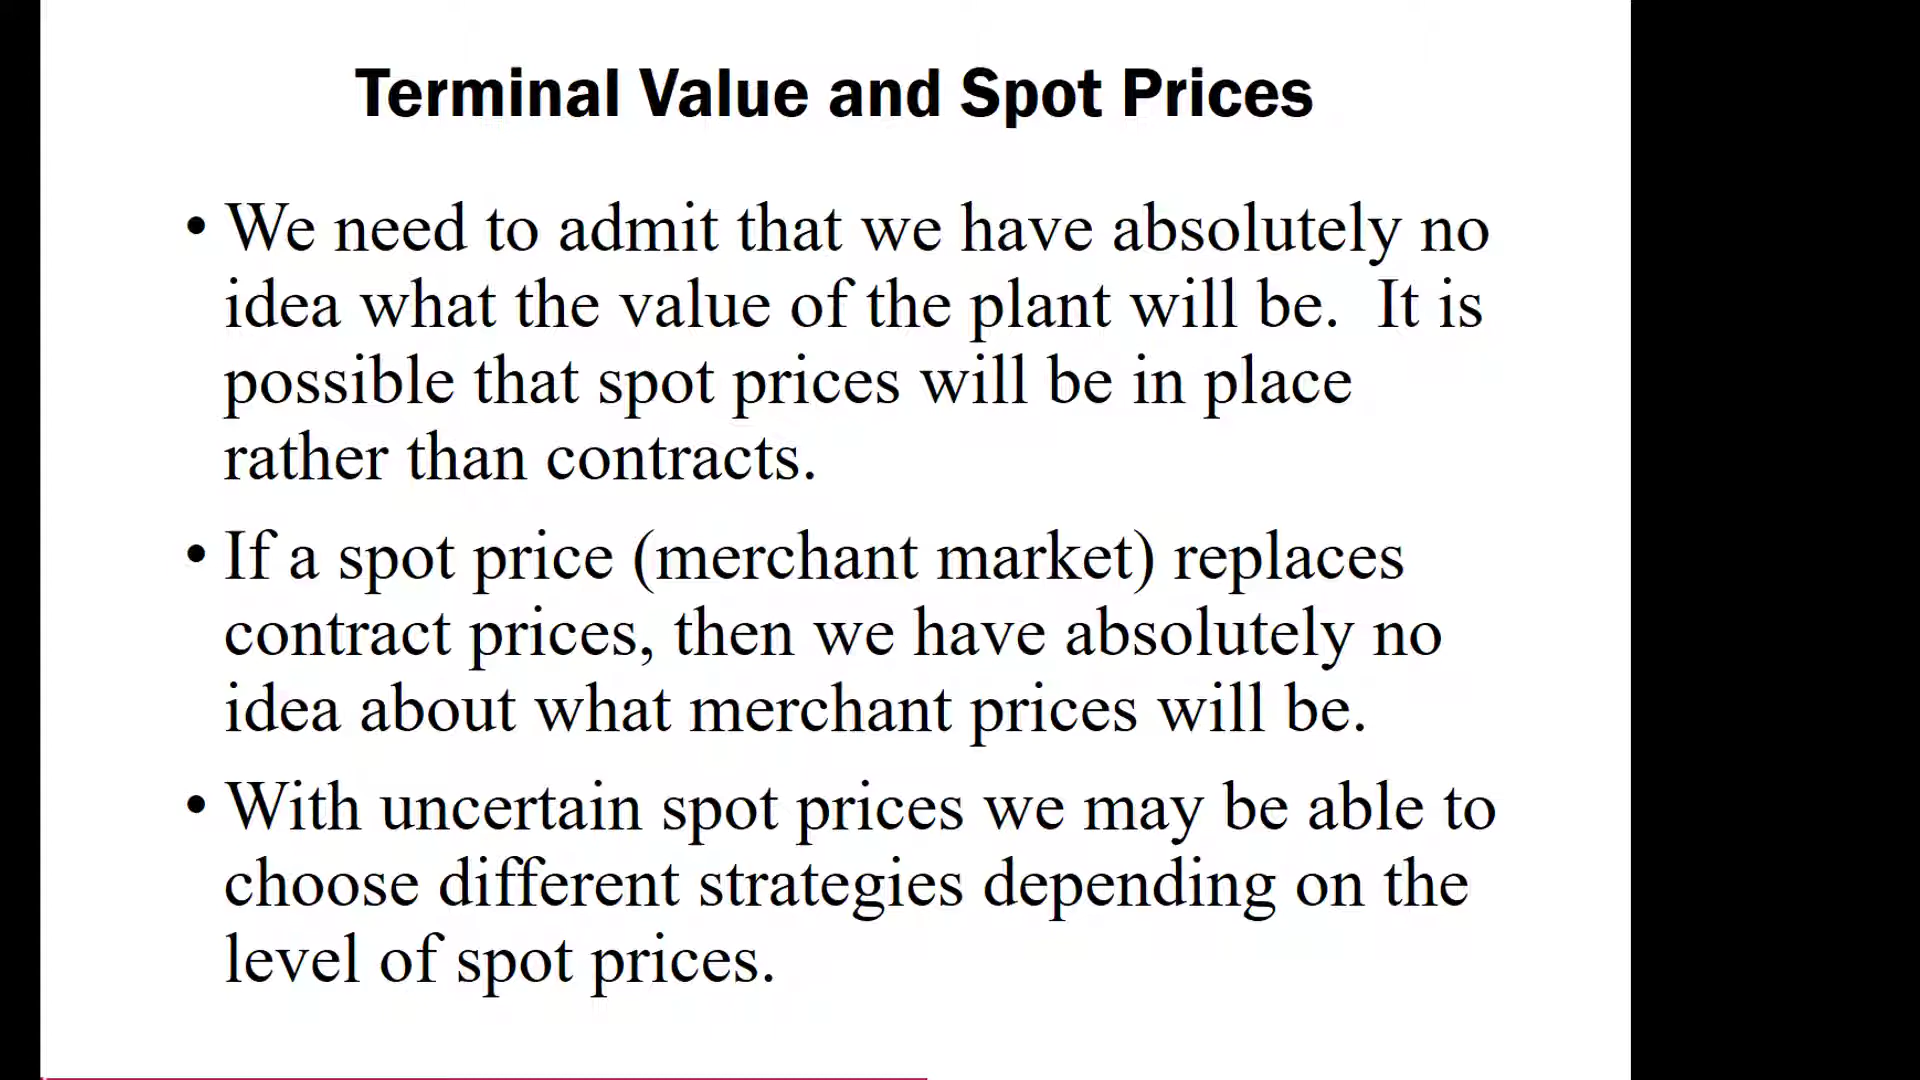 Terminal Value and Spot Prices
• We need to admit that we have absolutely no
idea what the value of the plant will be.  It is
possible that spot prices will be in place
rather than contracts.
• If a spot price (merchant market) replaces
contract prices, then we have absolutely no
idea about what merchant prices will be.
• With uncertain spot prices we may be able to
choose different strategies depending on the
level of spot prices.